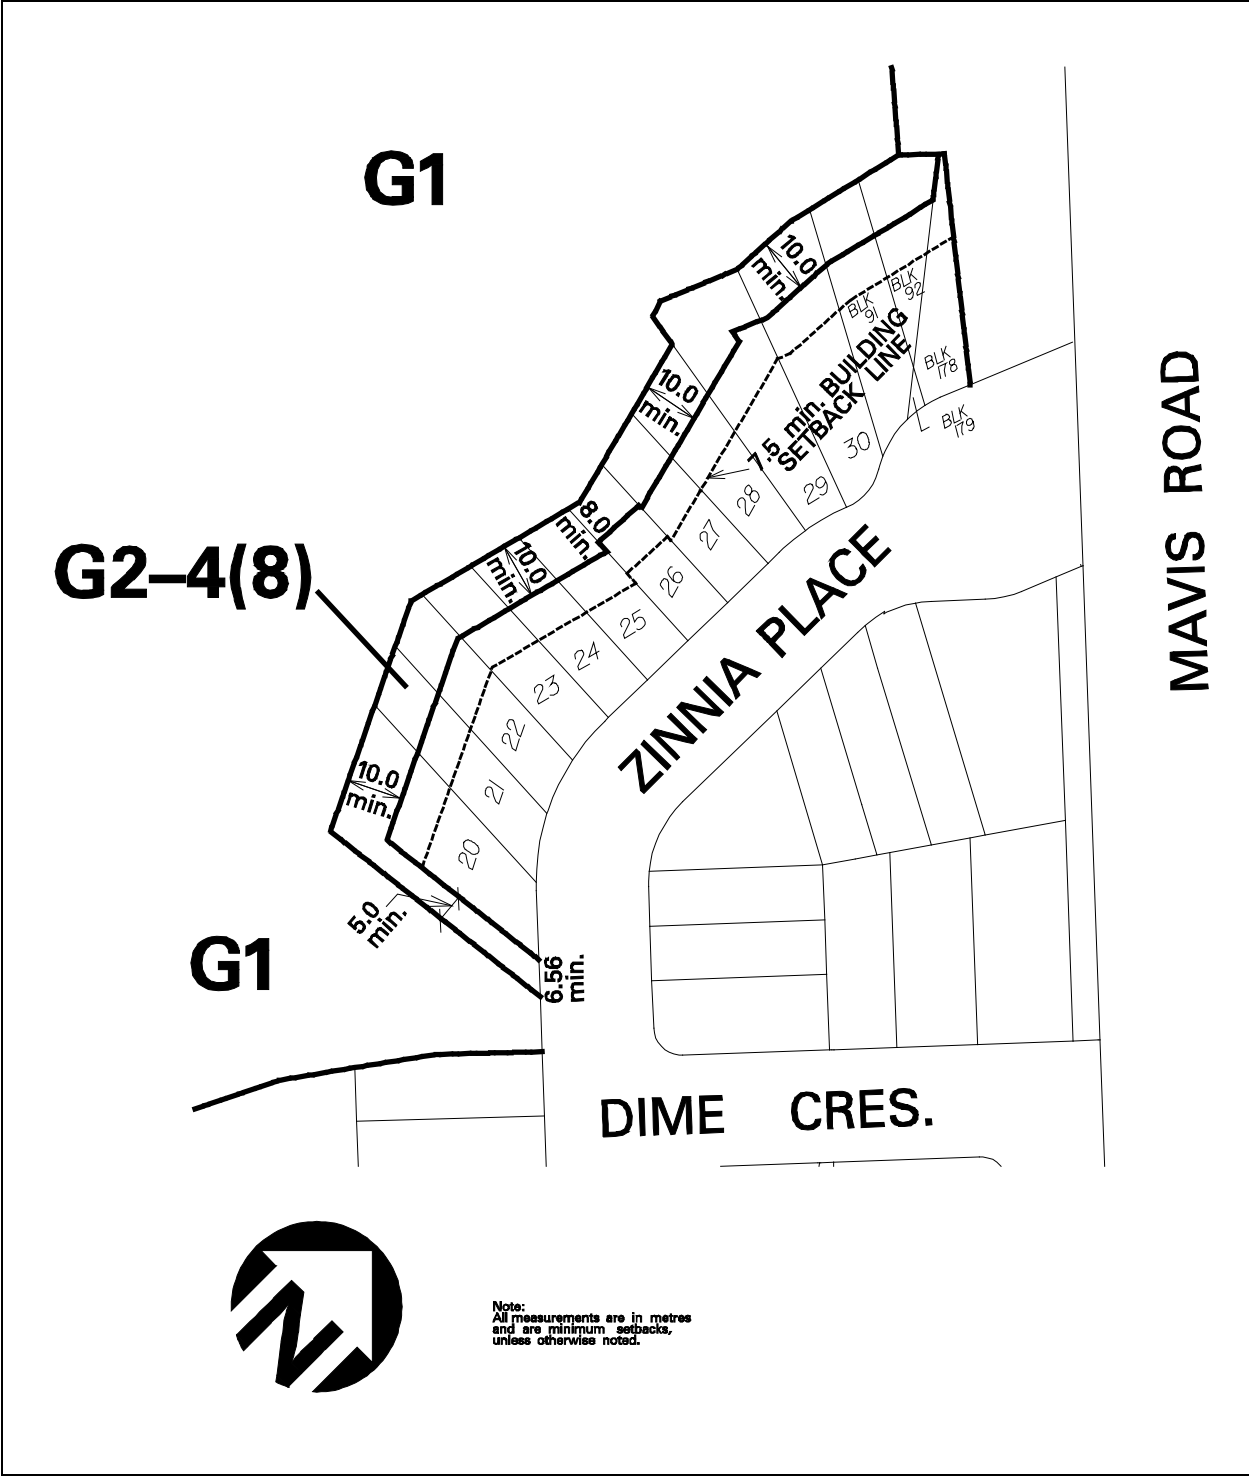 G1
10.0
min.
BLK
92
BLK
91
7.5 min. BUILDING
SETBACK LINE
BLK
178
BLK
179
MAVIS ROAD
10.0
min.
30
29
28
27
26
25
24
23
22
21
20
8.0
min.
10.0
min.
G2–4(8)
ZINNIA PLACE
10.0
min.
5.0
min.
G1
6.56
min.
DIME CRES.
N
Note:
All measurements are in metres
and are minimum setbacks,
unless otherwise noted.